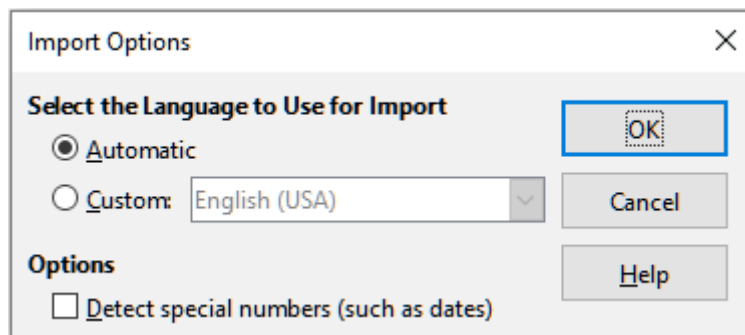 Import Options
Select the Language to Use for Import
OK
Automatic
Custom: English (USA)
Cancel
Options
Help
Detect special numbers (such as dates)